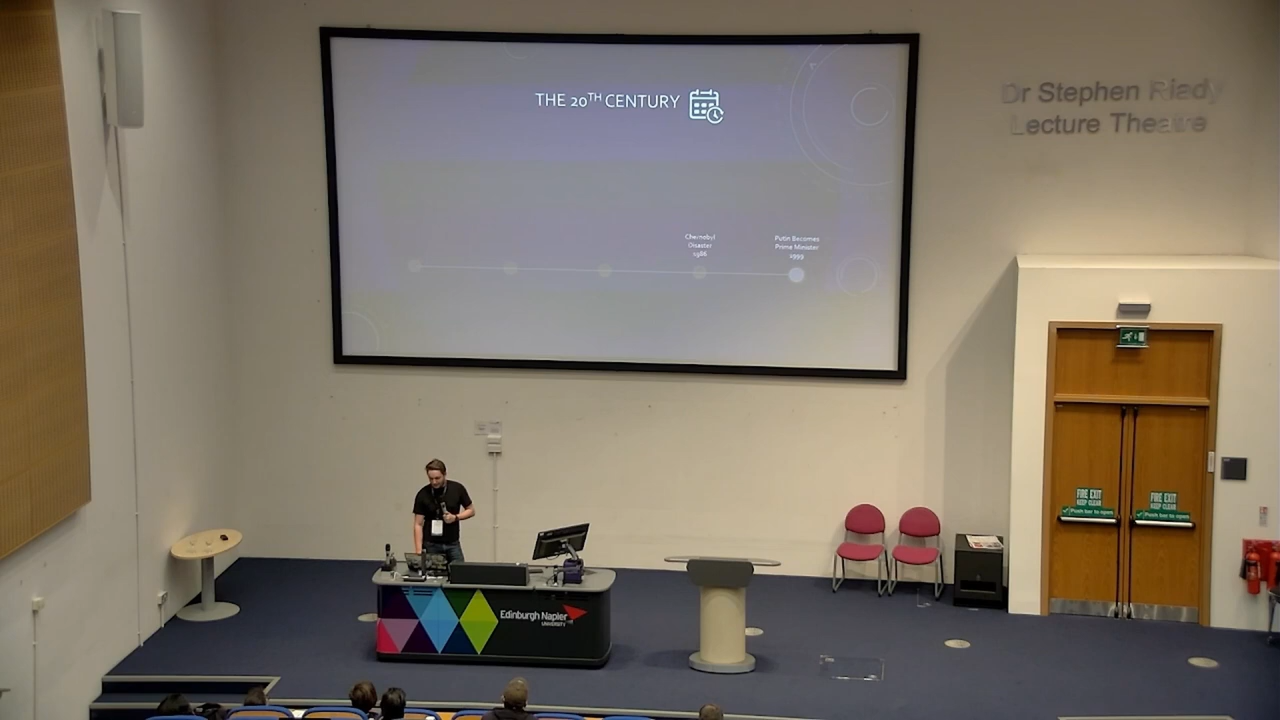 THE 20TH CENTURY
Chernobyl
Disaster
1986
Putin Becomes
Prime Minister
1999
Dr Stephen Riady
Lecture Theatre
FIRE EXIT
KEEP CLEAR
Push bar to open
FIRE EXIT
KEEP CLEAR
Push bar to open
Edinburgh Napier
UNIVERSITY